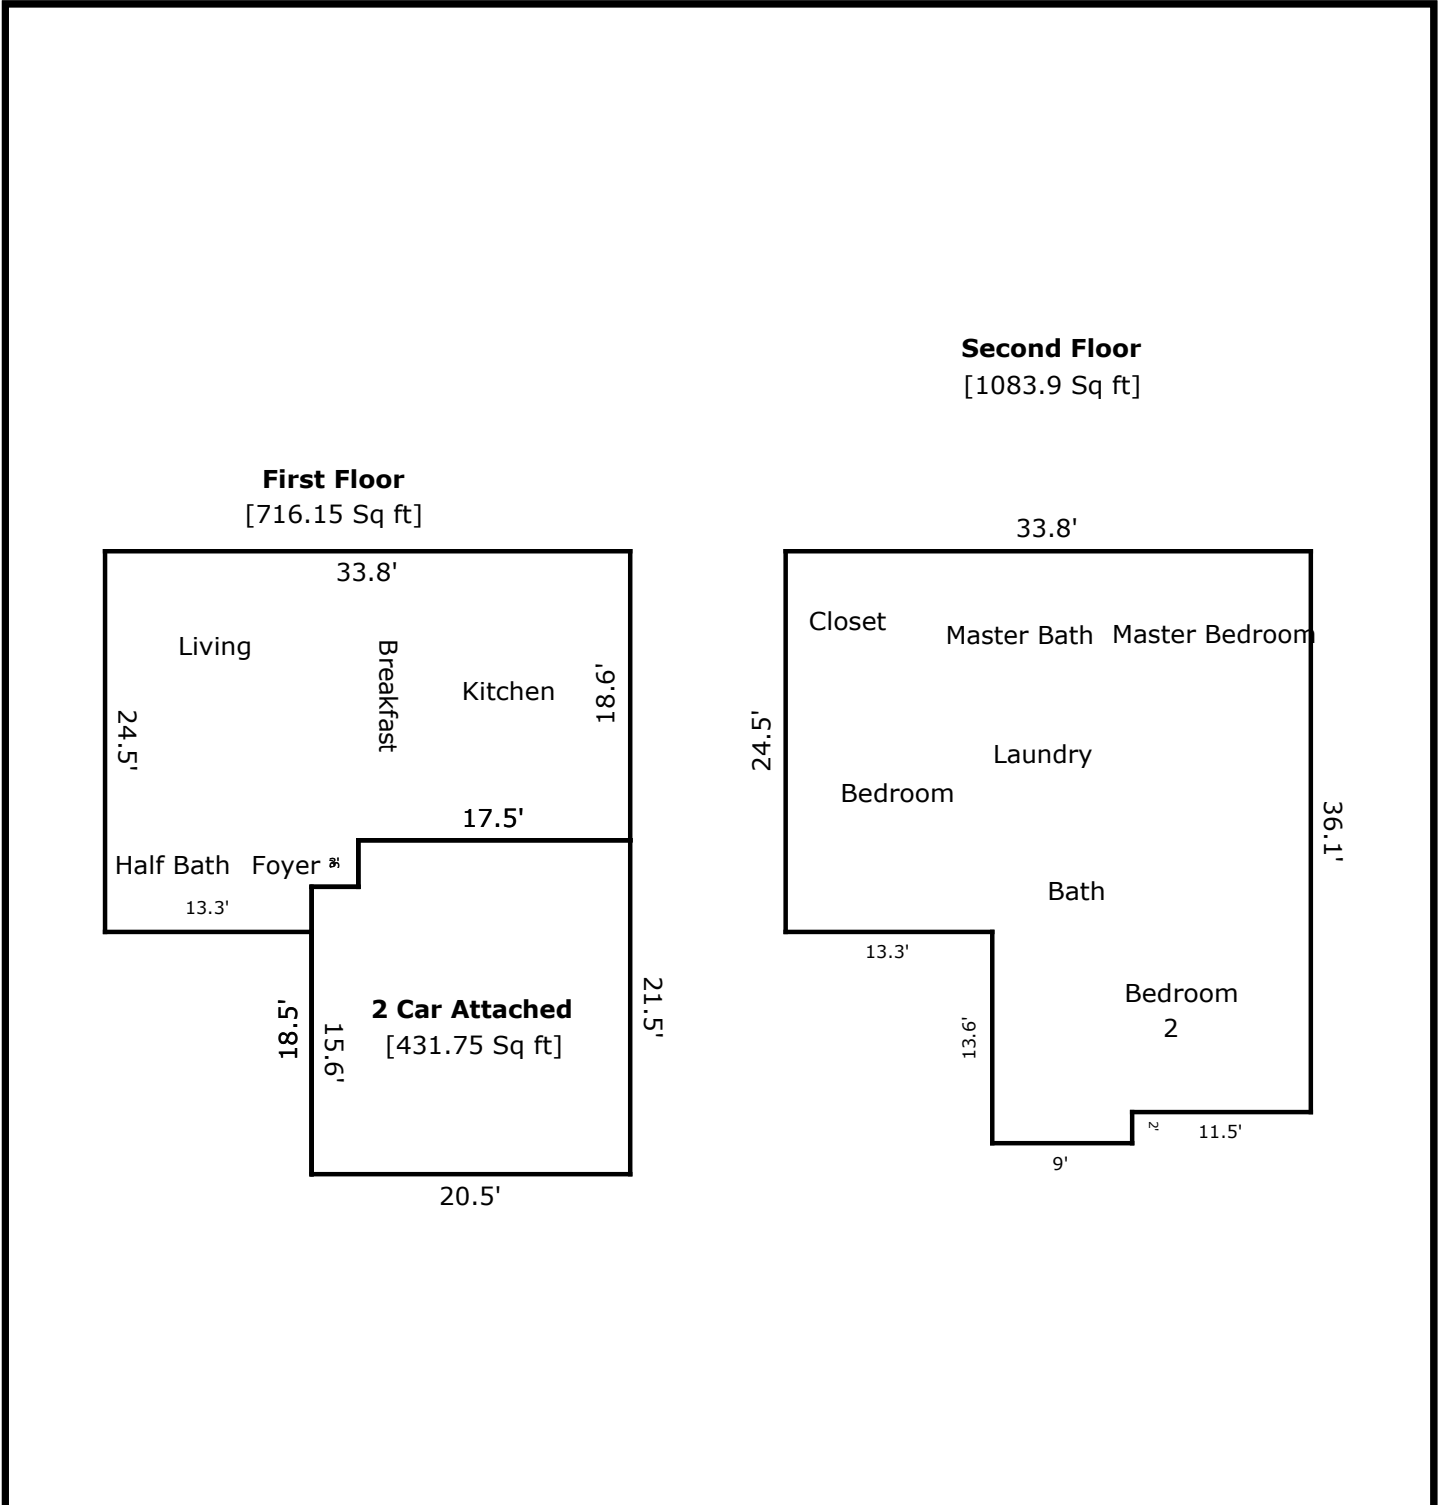 Second Floor
[1083.9 Sq ft]
First Floor
[716.15 Sq ft]
33.8'
33.8'
Living
Breakfast
Kitchen
18.6'
24.5'
17.5'
Half Bath
Foyer
13.3'
18.5'
15.6'
2 Car Attached
[431.75 Sq ft]
21.5'
20.5'
Closet
Master Bath
Master Bedroom
24.5'
Laundry
Bedroom
36.1'
Bath
13.3'
13.6'
Bedroom
2
2'
11.5'
9'